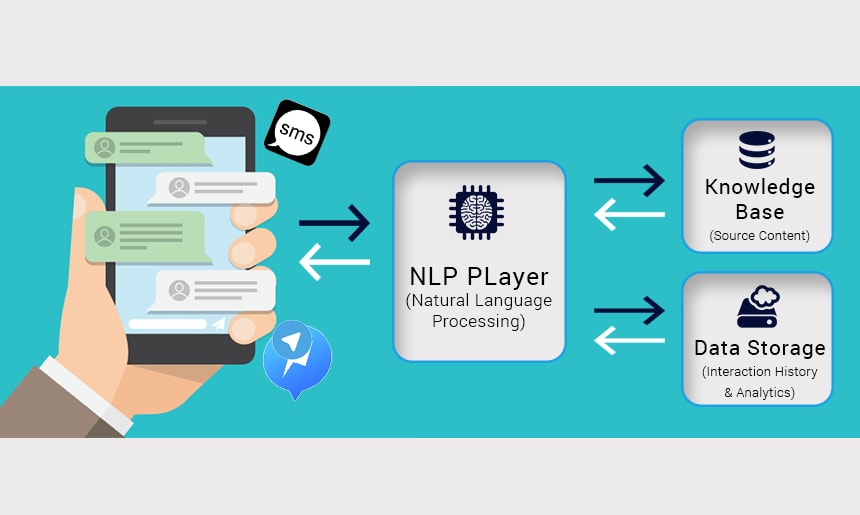 sms
NLP PLayer
(Natural Language
Processing)
Knowledge
Base
(Source Content)
Data Storage
(Interaction History
& Analytics)